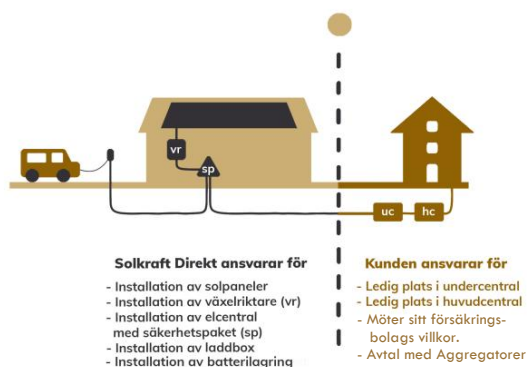 vr
sp
uc
hc
Solkraft Direkt ansvarar för
- Installation av solpaneler
- Installation av växelriktare (vr)
- Installation av elcentral
med säkerhetspaket (sp)
- Installation av laddbox
- Installation av batterilagring
Kunden ansvarar för
- Ledig plats i undercentral
- Ledig plats i huvudcentral
- Möter sitt försäkrings-
bolags villkor.
- Avtal med Aggregatorer